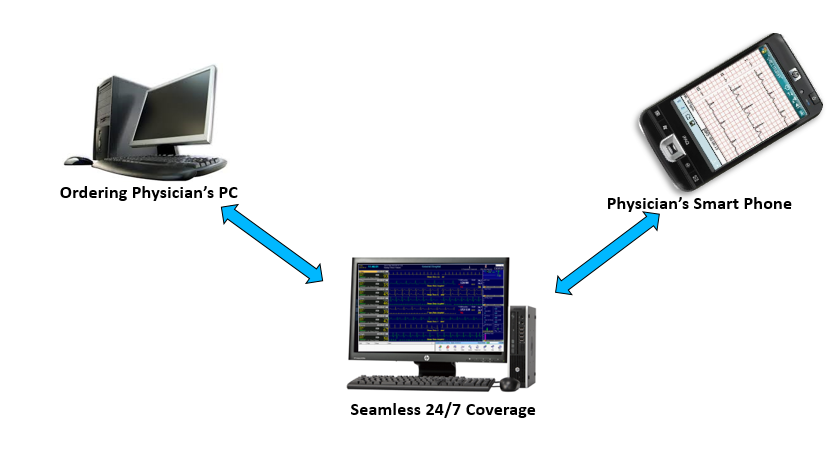 Ordering Physician’s PC
Physician’s Smart Phone
Seamless 24/7 Coverage